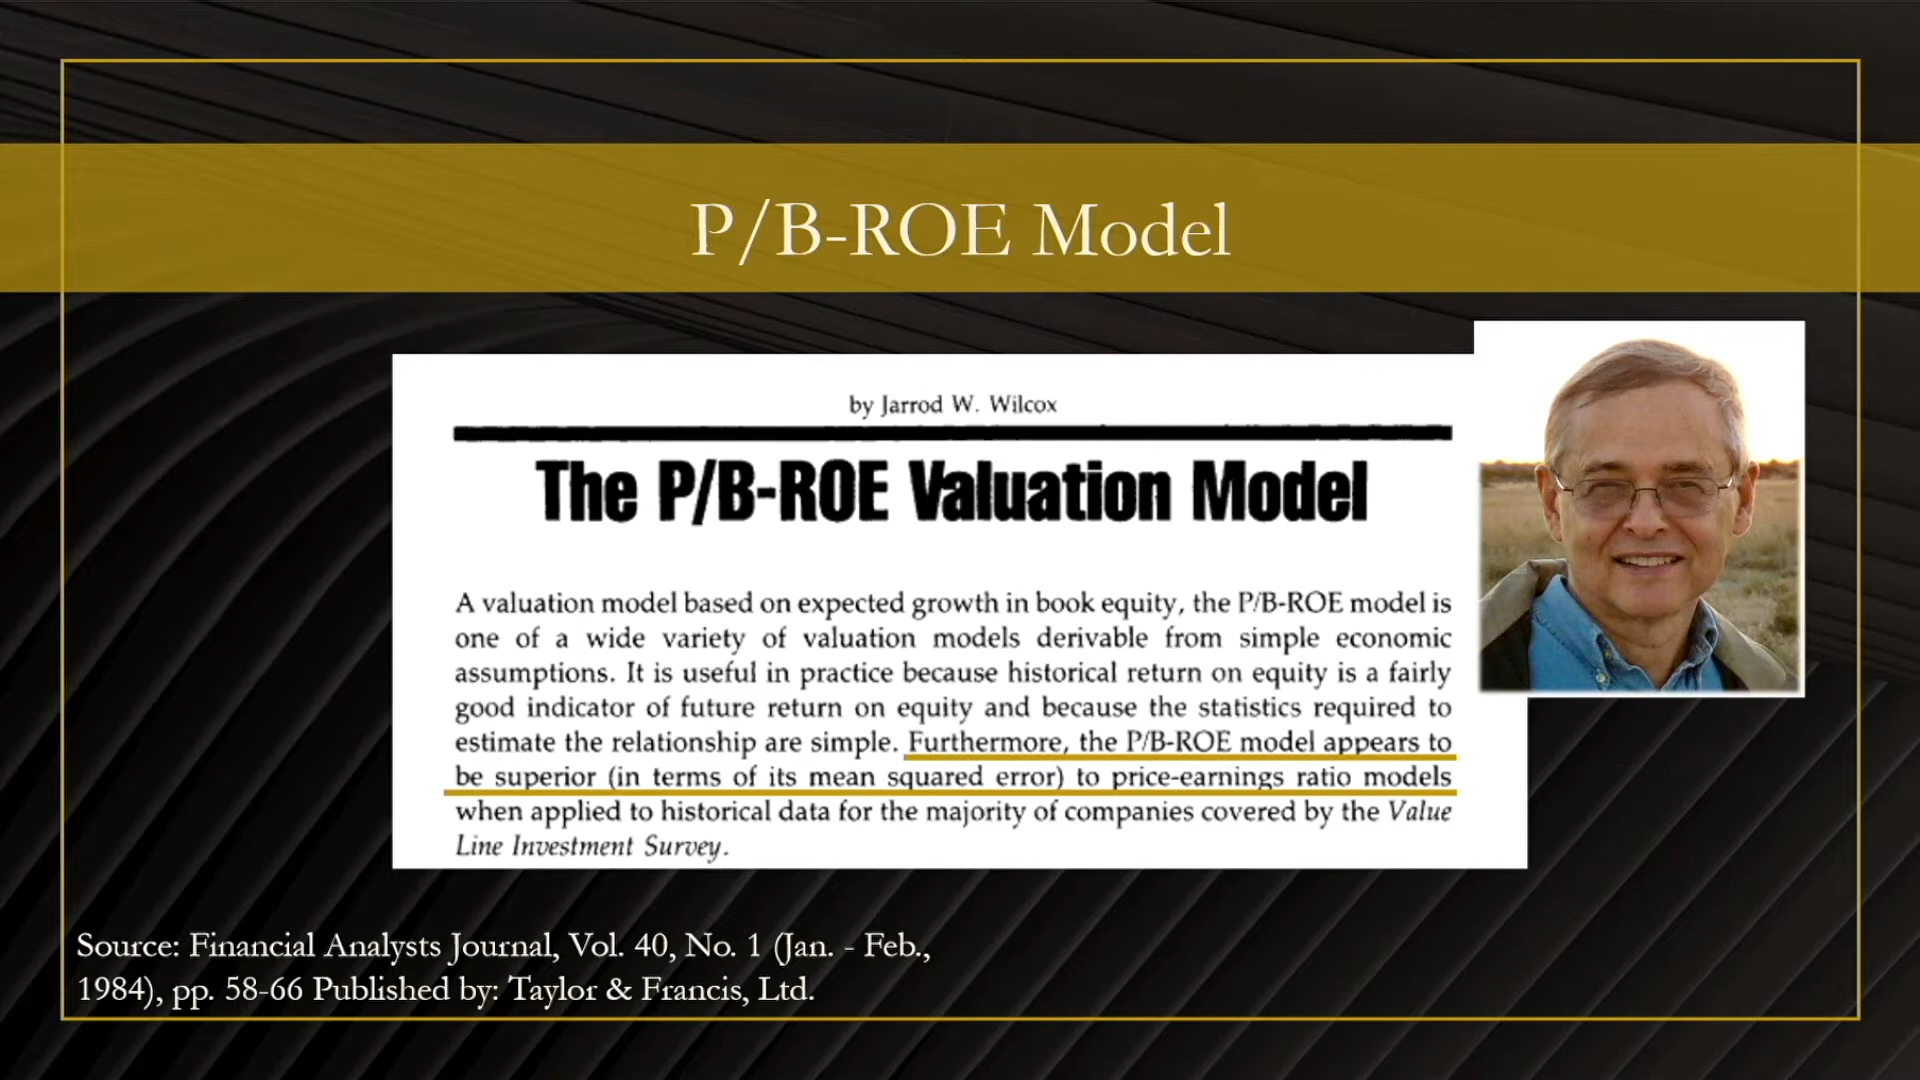 P/B-ROE Model
by Jarrod W. Wilcox
The P/B-ROE Valuation Model
A valuation model based on expected growth in book equity, the P/B-ROE model is
one of a wide variety of valuation models derivable from simple economic
assumptions. It is useful in practice because historical return on equity is a fairly
good indicator of future return on equity and because the statistics required to
estimate the relationship are simple. Furthermore, the P/B-ROE model appears to
be superior (in terms of its mean squared error) to price-earnings ratio models
when applied to historical data for the majority of companies covered by the Value
Line Investment Survey.
Source: Financial Analysts Journal, Vol. 40, No. 1 (Jan. - Feb.,
1984), pp. 58-66 Published by: Taylor & Francis, Ltd.